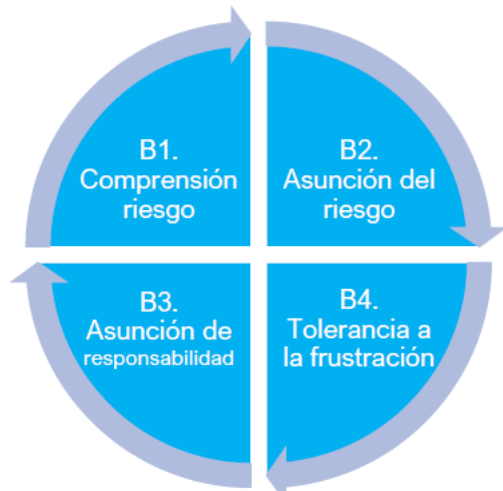 B1.
Comprensión
riesgo
B2.
Asunción del
riesgo
B3.
Asunción de
responsabilidad
B4.
Tolerancia a
la frustración